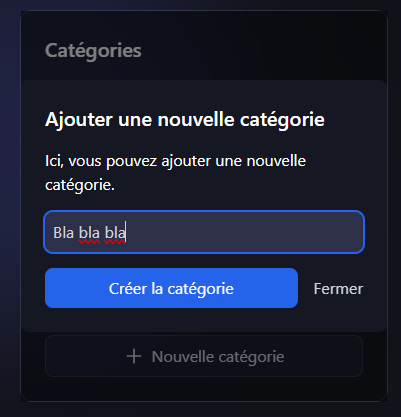 Catégories
Ajouter une nouvelle catégorie
Ici, vous pouvez ajouter une nouvelle
catégorie.
Bla bla bla
Créer la catégorie
Fermer
Nouvelle catégorie